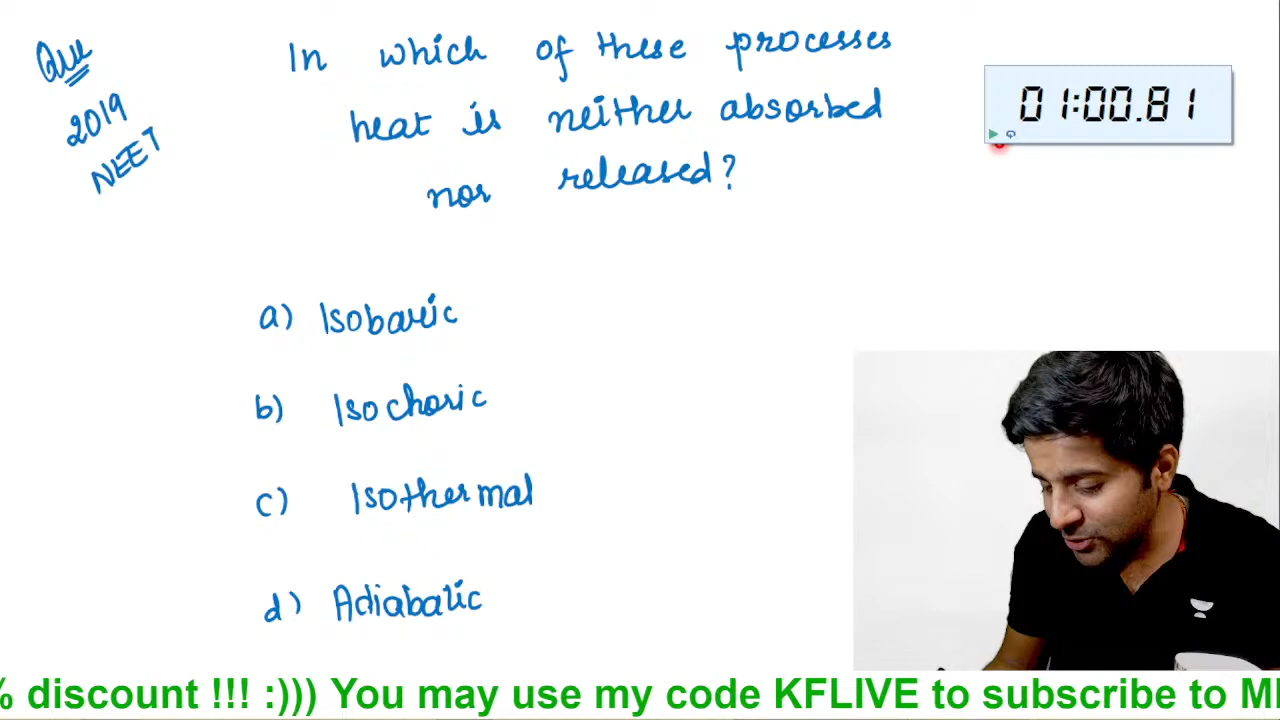 Que
2019
NEET
In which of these processes
heat is neither absorbed
nor released?
01:00.81
a) Isobaric
b) Isochoric
c) Isothermal
d) Adiabatic
% discount !!! :))) You may use my code KFLIVE to subscribe to